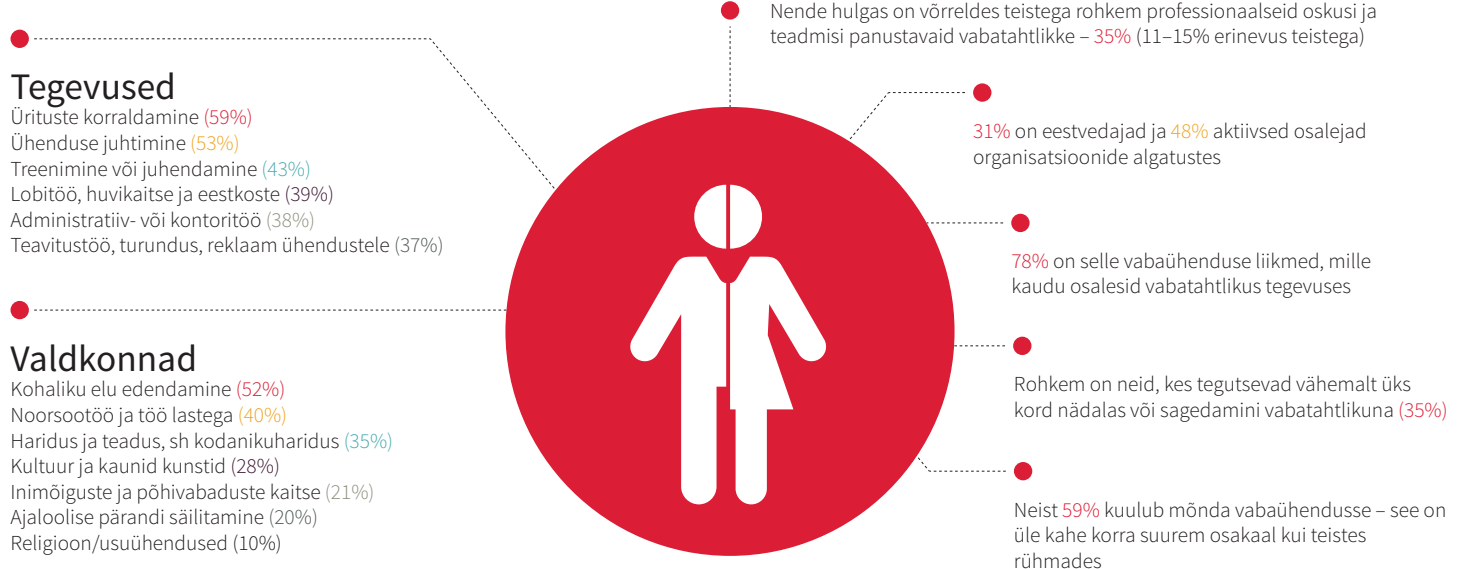 Tegevused
Ürituste korraldamine (59%)
Ühenduse juhtimine (53%)
Treenimine või juhendamine (43%)
Lobitöö, huvikaitse ja eestkoste (39%)
Administratiiv- või kontoritöö (38%)
Teavitustöö, turundus, reklaam ühendustele (37%)
Valdkonnad
Kohaliku elu edendamine (52%)
Noorsootöö ja töö lastega (40%)
Haridus ja teadus, sh kodanikuharidus (35%)
Kultuur ja kaunid kunstid (28%)
Inimõiguste ja põhivabaduste kaitse (21%)
Ajaloolise pärandi säilitamine (20%)
Religioon/usuühendused (10%)
Nende hulgas on võrreldes teistega rohkem professionaalseid oskusi ja
teadmisi panustavaid vabatahtlikke – 35% (11–15% erinevus teistega)
31% on eestvedajad ja 48% aktiivsed osalejad
organisatsioonide algatustes
78% on selle vabaühenduse liikmed, mille
kaudu osalesid vabatahtlikus tegevuses
Rohkem on neid, kes tegutsevad vähemalt üks
kord nädalas või sagedamini vabatahtlikuna (35%)
Neist 59% kuulub mõnda vabaühendusse – see on
üle kahe korra suurem osakaal kui teistes
rühmades